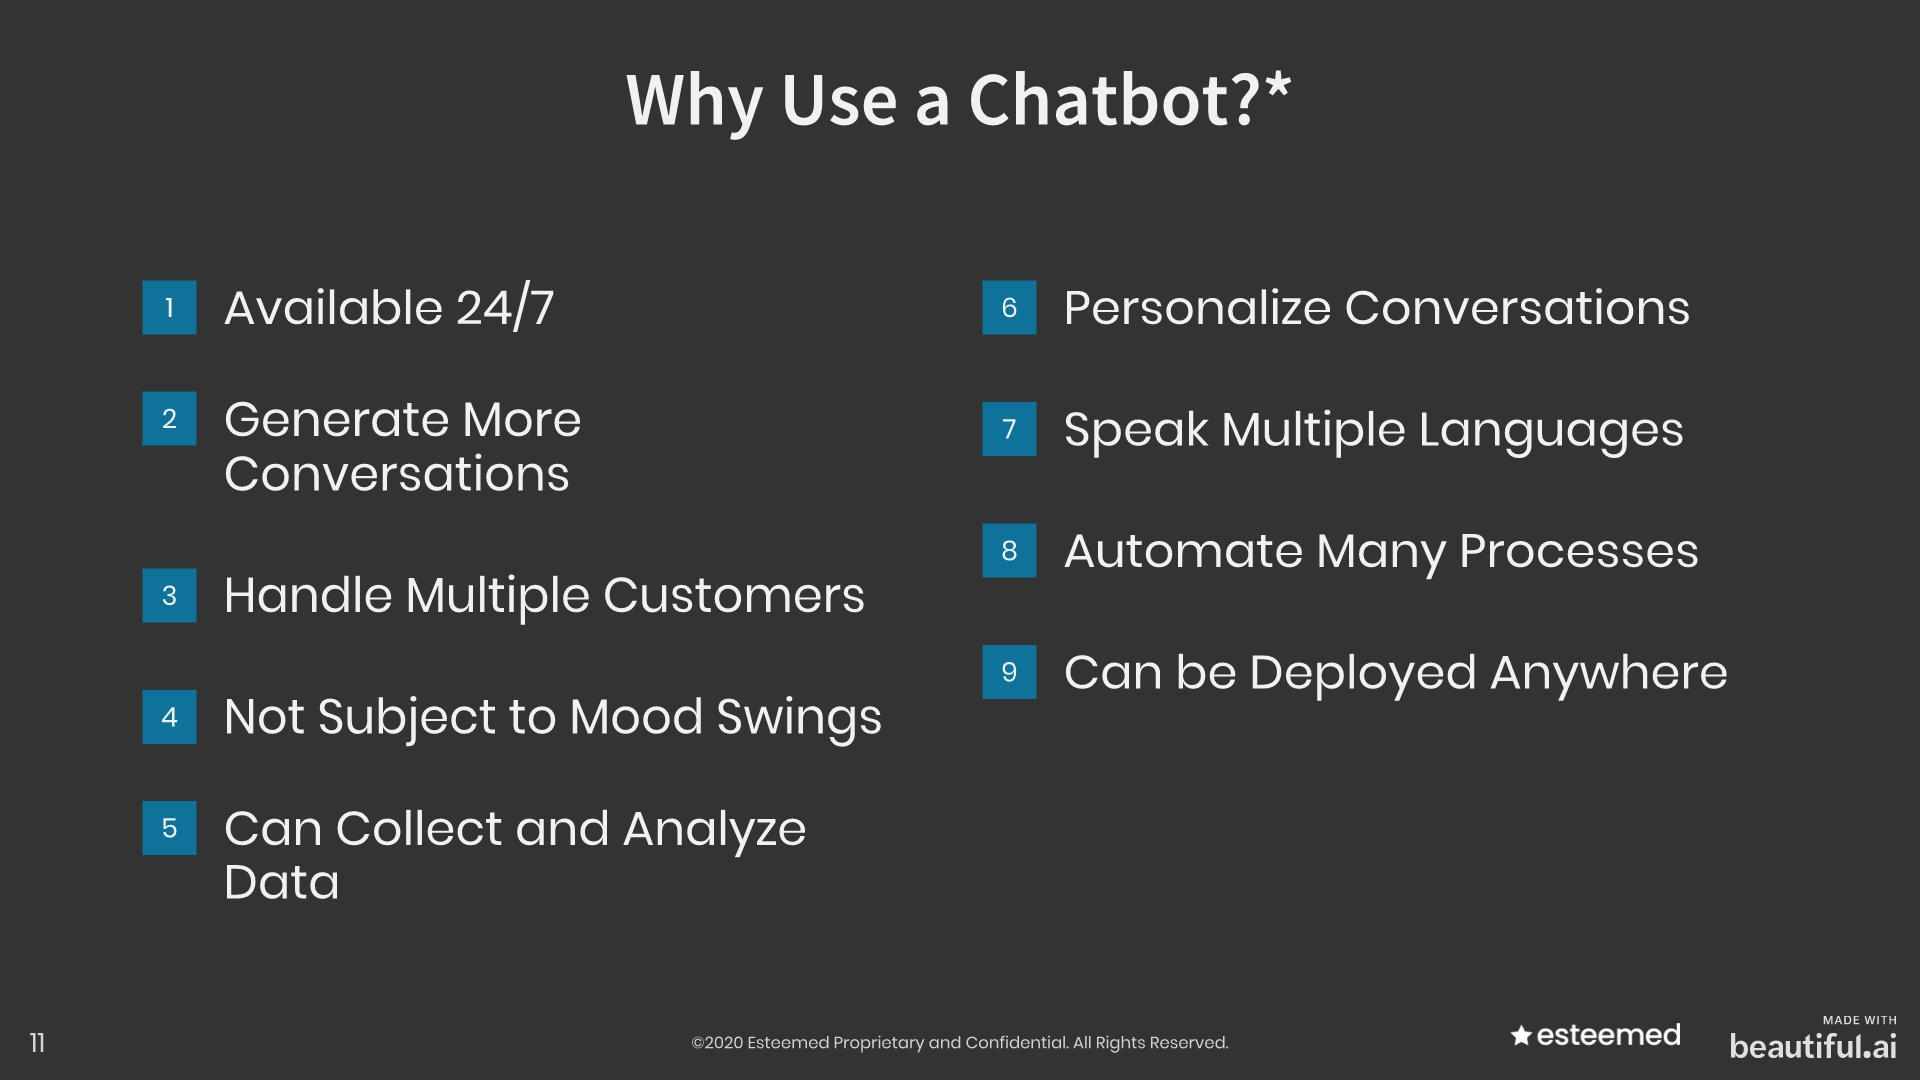 Why Use a Chatbot?*
1 Available 24/7
2 Generate More
Conversations
3 Handle Multiple Customers
4 Not Subject to Mood Swings
5 Can Collect and Analyze
Data
6 Personalize Conversations
7 Speak Multiple Languages
8 Automate Many Processes
9 Can be Deployed Anywhere
11
©2020 Esteemed Proprietary and Confidential. All Rights Reserved.
esteemed
MADE WITH
beautiful.ai